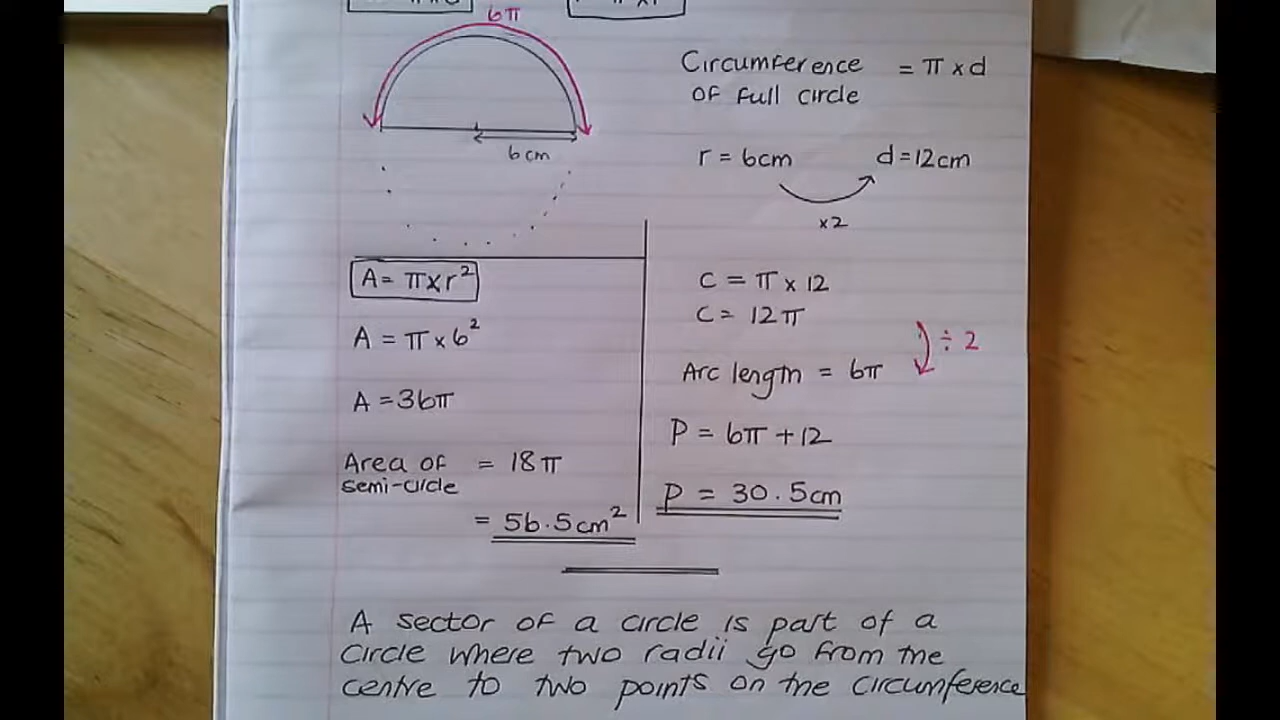 6π
6cm
Circumference = π x d
of full circle
r = 6cm d = 12cm
x2
A = π x r²
A = π x 6²
A = 36π
Area of = 18π
semi-circle
= 56.5cm²
C = π x 12
C = 12π
÷ 2
Arc length = 6π
P = 6π + 12
P = 30.5cm
A sector of a circle is part of a
circle where two radii go from the
centre to two points on the circumference